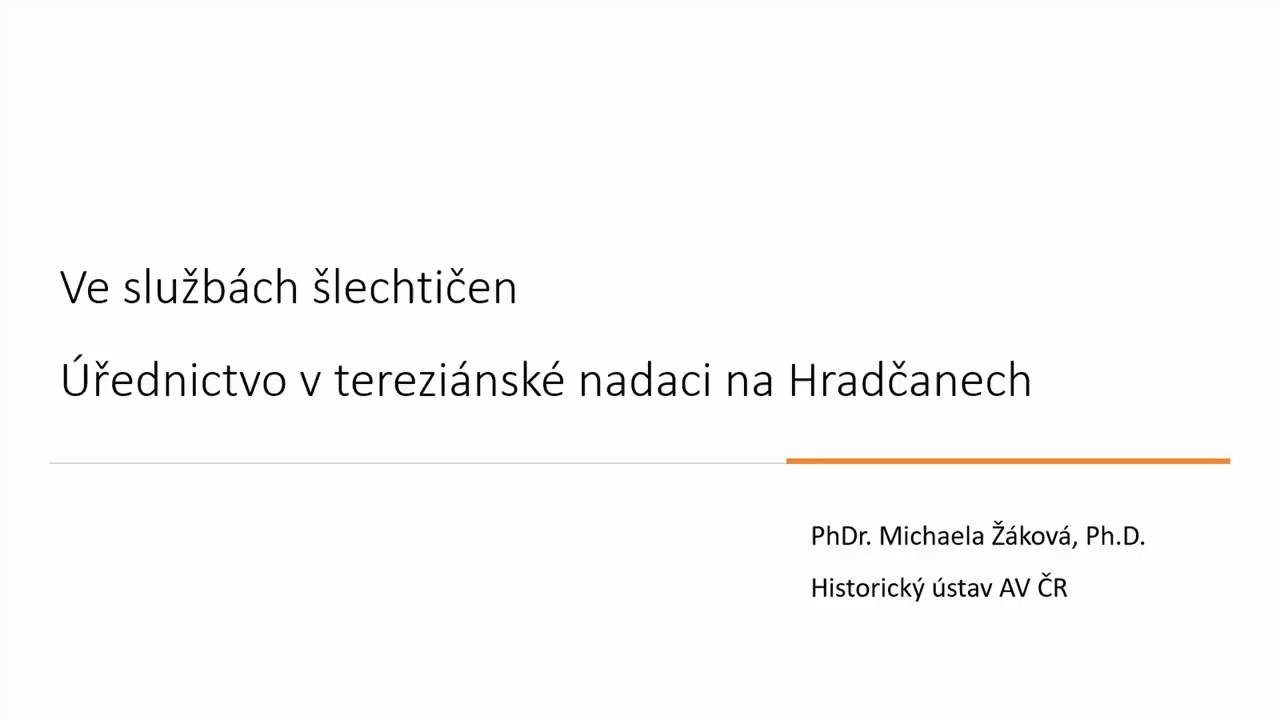 Ve službách šlechtičen
Úřednictvo v tereziánské nadaci na Hradčanech
PhDr. Michaela Žáková, Ph.D.
Historický ústav AV ČR